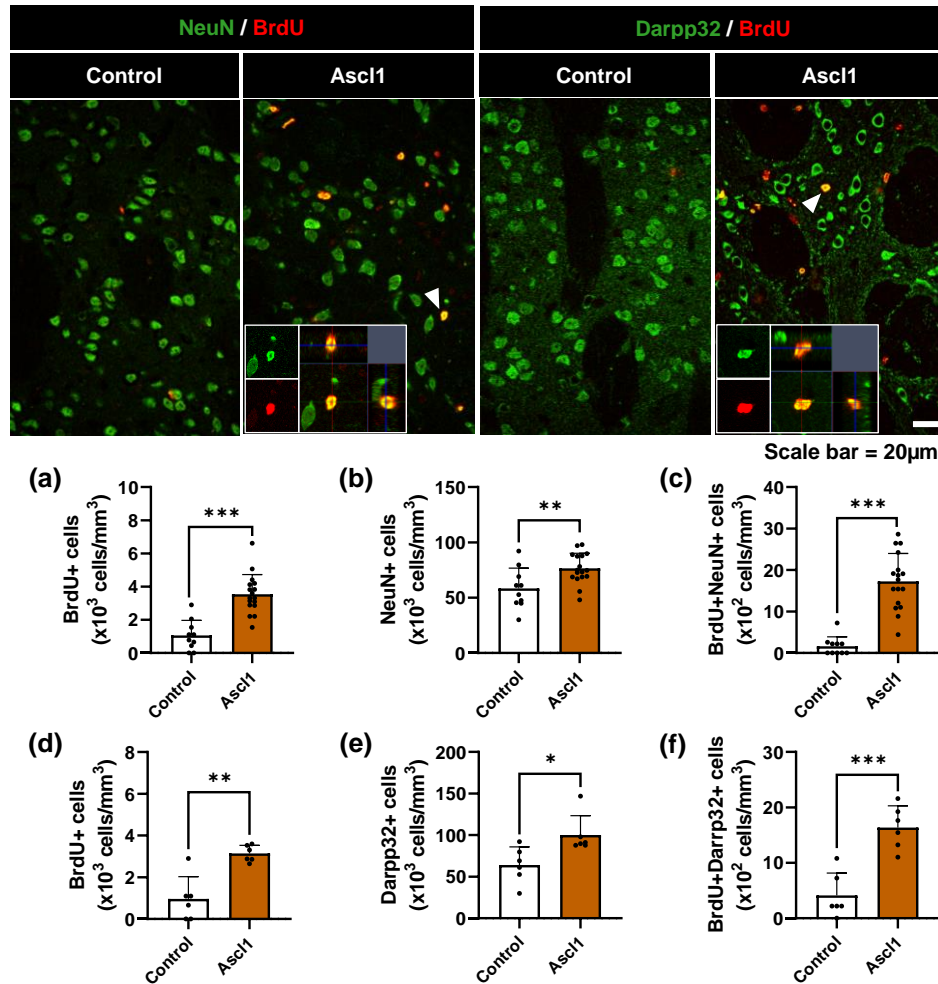 NeuN / BrdU
Darpp32 / BrdU
Control
Ascl1
Control
Ascl1
Scale bar = 20µm
(a)
BrdU+ cells
(x10³ cells/mm³)
10
8
6
4
2
0
***
Control
Ascl1
(b)
NeuN+ cells
(x10³ cells/mm³)
150
100
50
0
**
Control
Ascl1
(c)
BrdU+NeuN+ cells
(x10² cells/mm³)
40
30
20
10
0
***
Control
Ascl1
(d)
BrdU+ cells
(x10³ cells/mm³)
8
6
4
2
0
**
Control
Ascl1
(e)
Darpp32+ cells
(x10³ cells/mm³)
200
150
100
50
0
*
Control
Ascl1
(f)
BrdU+Darrp32+ cells
(x10² cells/mm³)
30
20
10
0
***
Control
Ascl1